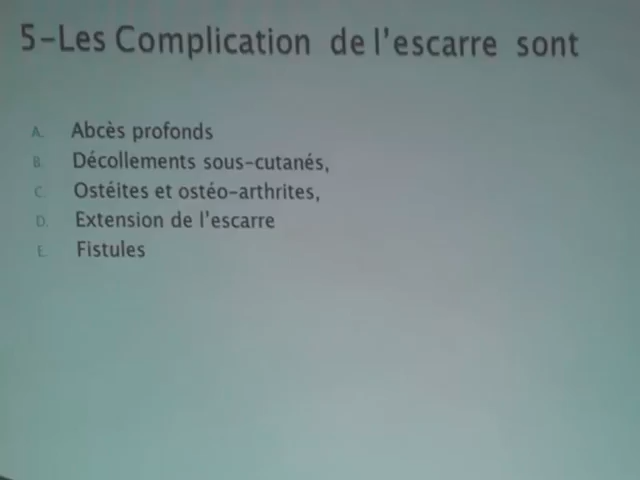 5-Les Complication de l'escarre sont
A. Abcès profonds
B. Décollements sous-cutanés,
C. Ostéites et ostéo-arthrites,
D. Extension de l'escarre
E. Fistules